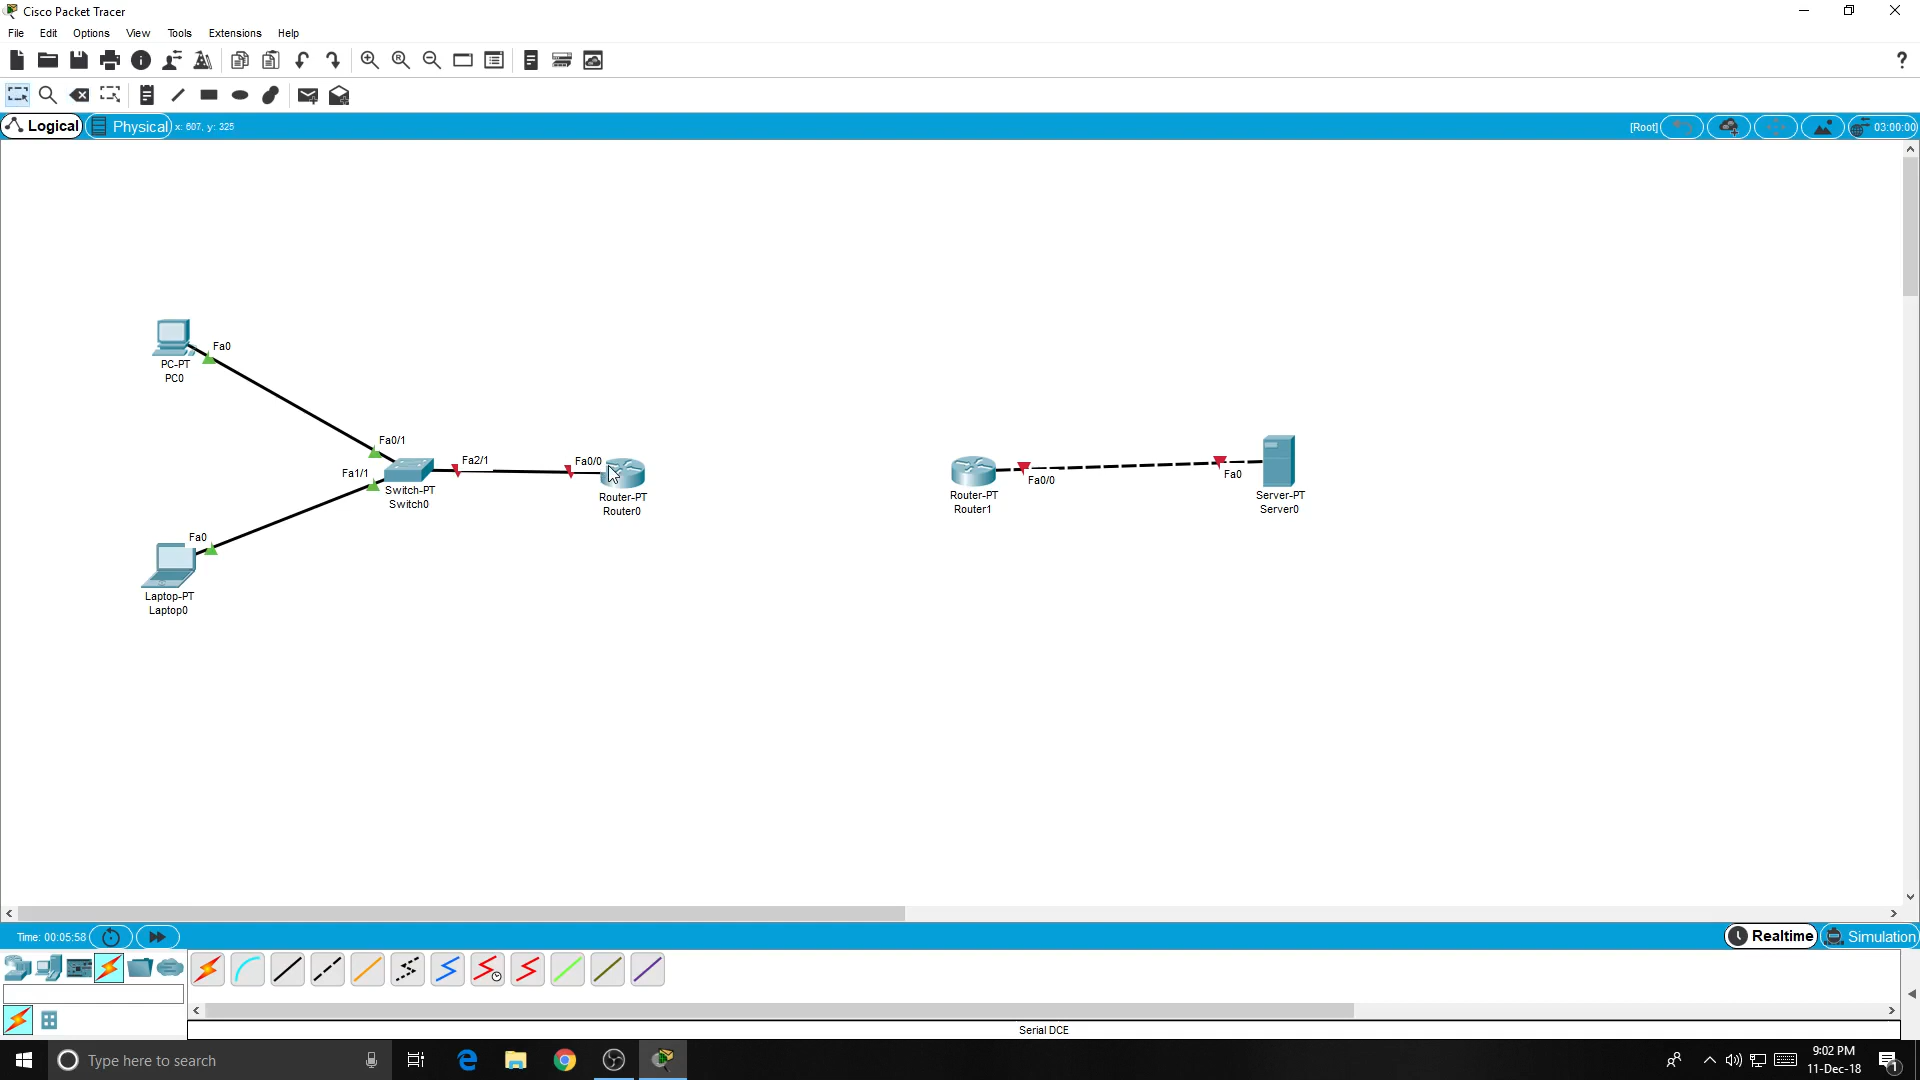 Cisco Packet Tracer
File Edit Options View Tools Extensions Help
?
Logical Physical x: 607, y: 325 [Root] 03:00:00
Fa0
PC-PT
PC0
Fa0/1
Fa1/1
Fa2/1
Fa0/0
Switch-PT
Switch0
Router-PT
Router0
Fa0/0
Router-PT
Router1
Fa0
Server-PT
Server0
Fa0
Laptop-PT
Laptop0
Time: 00:05:58 Realtime Simulation
Serial DCE
Type here to search
9:02 PM
11-Dec-18
1